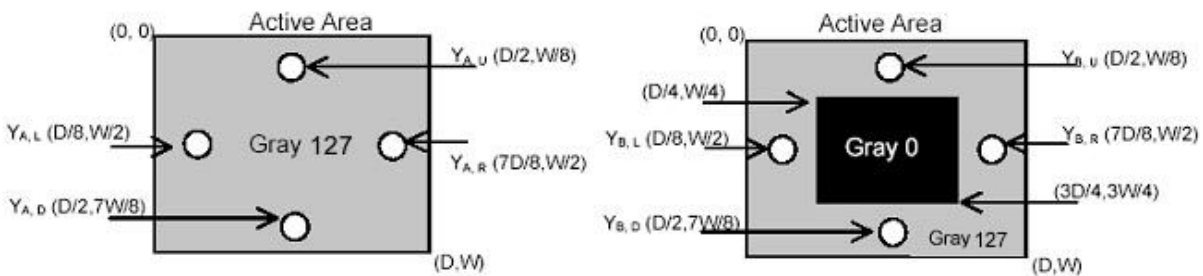 Active Area
(0, 0)
Y_A, U (D/2,W/8)
Y_A, L (D/8,W/2)
Gray 127
Y_A, R (7D/8,W/2)
Y_A, D (D/2,7W/8)
(D,W)
Active Area
(0, 0)
Y_B, U (D/2,W/8)
(D/4,W/4)
Y_B, L (D/8,W/2)
Gray 0
Y_B, R (7D/8,W/2)
(3D/4,3W/4)
Y_B, D (D/2,7W/8)
Gray 127
(D,W)